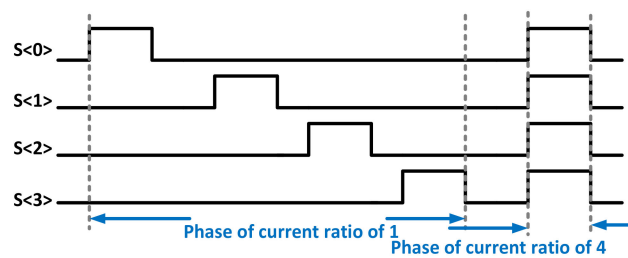 S<0>
S<1>
S<2>
S<3>
Phase of current ratio of 1
Phase of current ratio of 4